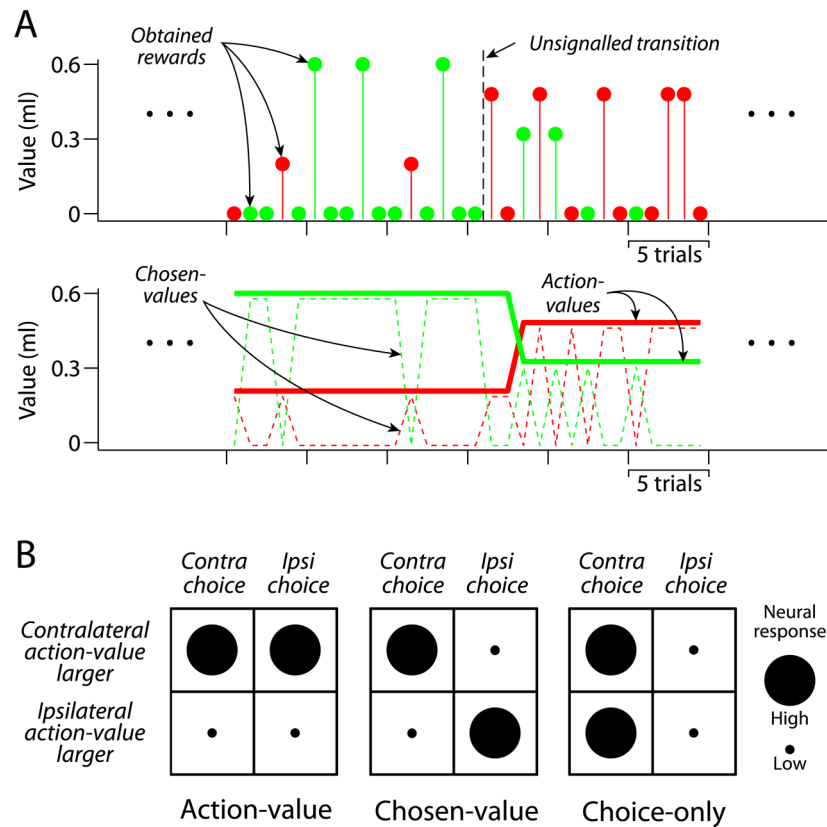 A
Obtained
rewards
Unsignalled transition
Value (ml)
0.6
0.3
0
5 trials
Chosen-
values
Action-
values
Value (ml)
0.6
0.3
0
5 trials
B
Contra
choice
Ipsi
choice
Contra
choice
Ipsi
choice
Contra
choice
Ipsi
choice
Contralateral
action-value
larger
Ipsilateral
action-value
larger
Neural
response
High
Low
Action-value
Chosen-value
Choice-only